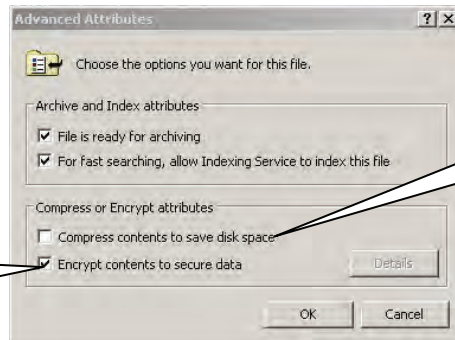 Advanced Attributes
Choose the options you want for this file.
Archive and Index attributes
File is ready for archiving
For fast searching, allow Indexing Service to index this file
Compress or Encrypt attributes
Compress contents to save disk space
Encrypt contents to secure data
Details
OK
Cancel